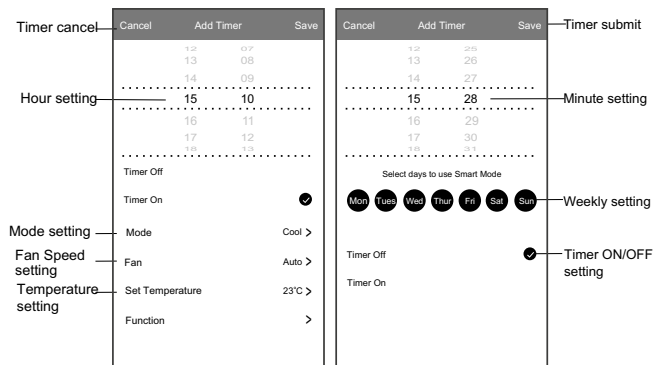 Timer cancel
Cancel Add Timer Save
12 07
13 08
14 09
Hour setting
15 10
16 11
17 12
18 13
Timer Off
Timer On
Mode setting
Mode Cool >
Fan Speed
setting
Fan Auto >
Temperature
setting
Set Temperature 23°C >
Function >
Cancel Add Timer Save
Timer submit
12 25
13 26
14 27
15 28
Minute setting
16 29
17 30
18 31
Select days to use Smart Mode
Mon Tues Wed Thur Fri Sat Sun
Weekly setting
Timer Off
Timer ON/OFF
setting
Timer On